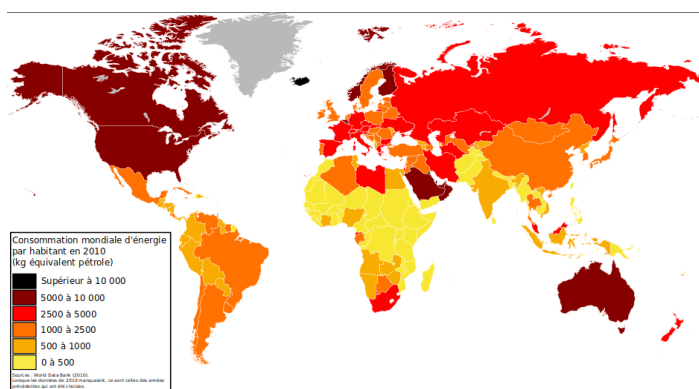 Consommation mondiale d'énergie
par habitant en 2010
(kg équivalent pétrole)
Supérieur à 10 000
5000 à 10 000
2500 à 5000
1000 à 2500
500 à 1000
0 à 500
Sources : World Data Bank (2010).
Lorsque les données de 2010 manquaient, ce sont celles des années
précédentes qui ont été choisies.